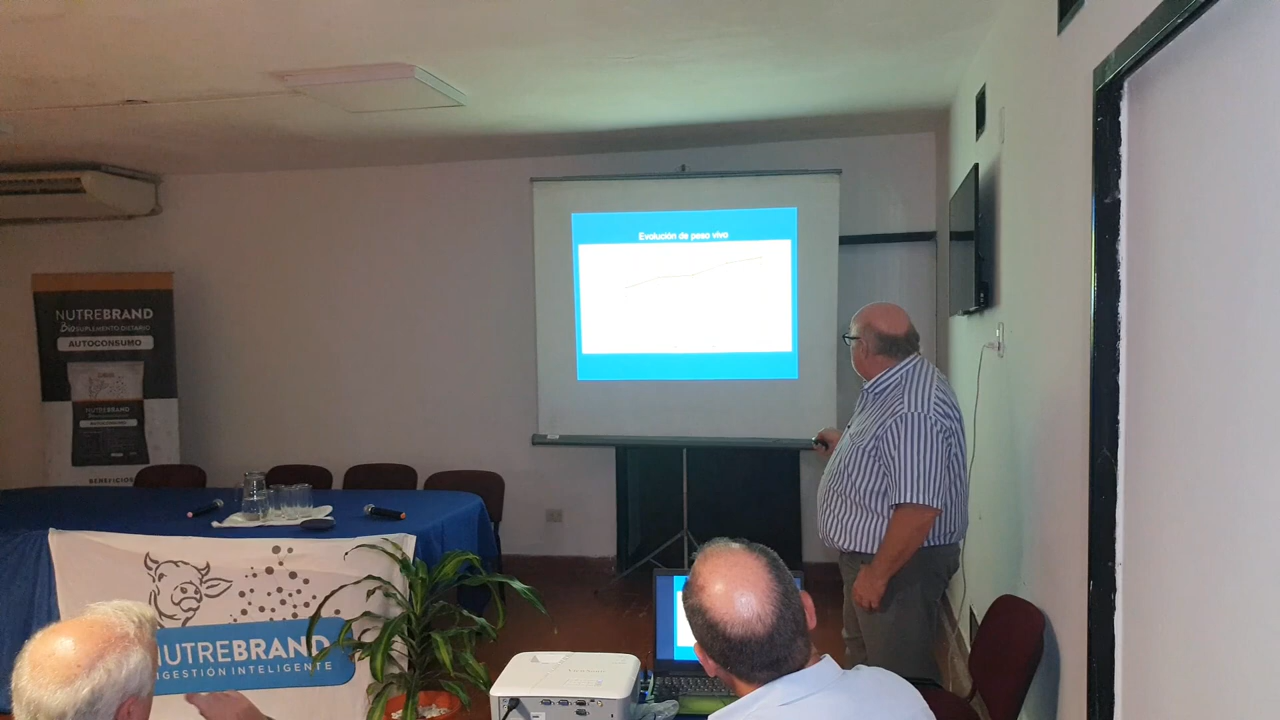 Evolución de peso vivo
NUTREBRAND
Bio SUPLEMENTO DIETARIO
AUTOCONSUMO
NUTREBRAND
AUTOCONSUMO
BENEFICIOS
NUTREBRAND
DIGESTIÓN INTELIGENTE